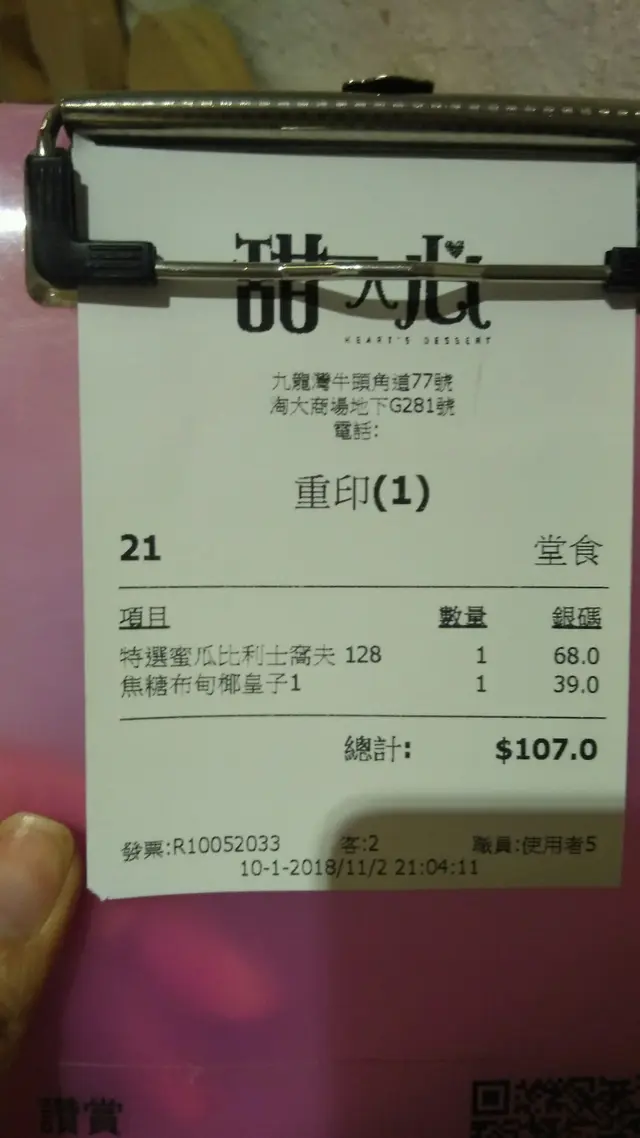 甜入心
HEART'S DESSERT
九龍灣牛頭角道77號
淘大商場地下G281號
電話:
重印(1)
21 堂食
項目 數量 銀碼
特選蜜瓜比利士窩夫 128 1 68.0
焦糖布甸椰皇子1 1 39.0
總計: $107.0
發票:R10052033 客:2 職員:使用者5
10-1-2018/11/2 21:04:11
讚賞